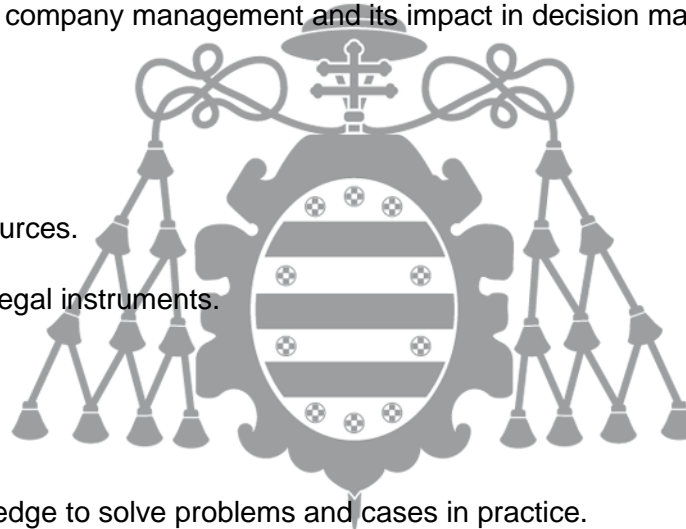 company management and its impact in decision ma
urces.
egal instruments.
edge to solve problems and cases in practice.